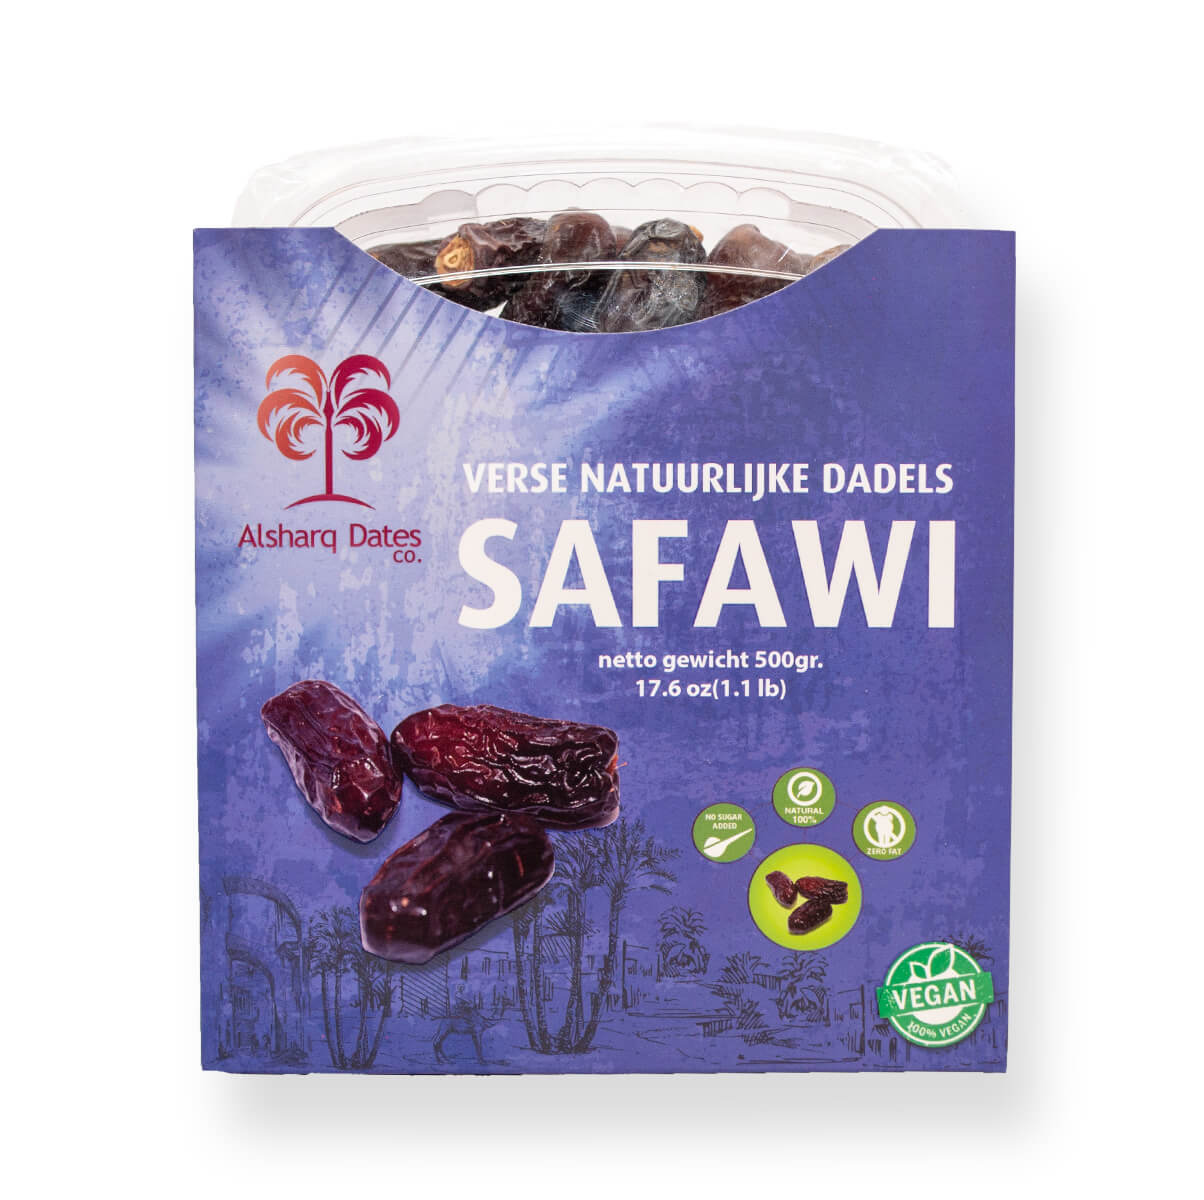 Alsharq Dates
co.
VERSE NATUURLIJKE DADELS
SAFAWI
netto gewicht 500gr.
17.6 oz(1.1 lb)
NO SUGAR
ADDED
NATURAL
100%
ZERO FAT
VEGAN
100% VEGAN